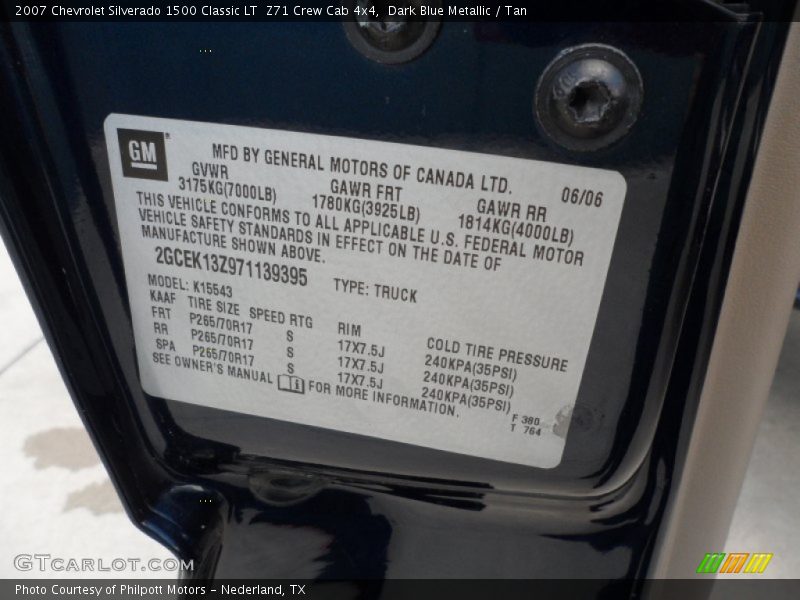 2007 Chevrolet Silverado 1500 Classic LT  Z71 Crew Cab 4x4,  Dark Blue Metallic / Tan
GM
MFD BY GENERAL MOTORS OF CANADA LTD.
GVWR GAWR FRT GAWR RR 06/06
3175KG(7000LB) 1780KG(3925LB) 1814KG(4000LB)
THIS VEHICLE CONFORMS TO ALL APPLICABLE U.S. FEDERAL MOTOR
VEHICLE SAFETY STANDARDS IN EFFECT ON THE DATE OF
MANUFACTURE SHOWN ABOVE.
2GCEK13Z971139395 TYPE: TRUCK
MODEL: K15543
KAAF TIRE SIZE SPEED RTG RIM COLD TIRE PRESSURE
FRT P265/70R17 S 17X7.5J 240KPA(35PSI)
RR P265/70R17 S 17X7.5J 240KPA(35PSI)
SPA P265/70R17 S 17X7.5J 240KPA(35PSI)
SEE OWNER'S MANUAL FOR MORE INFORMATION.
F 380
T 764
GTCarlot.com
Photo Courtesy of Philpott Motors - Nederland, TX